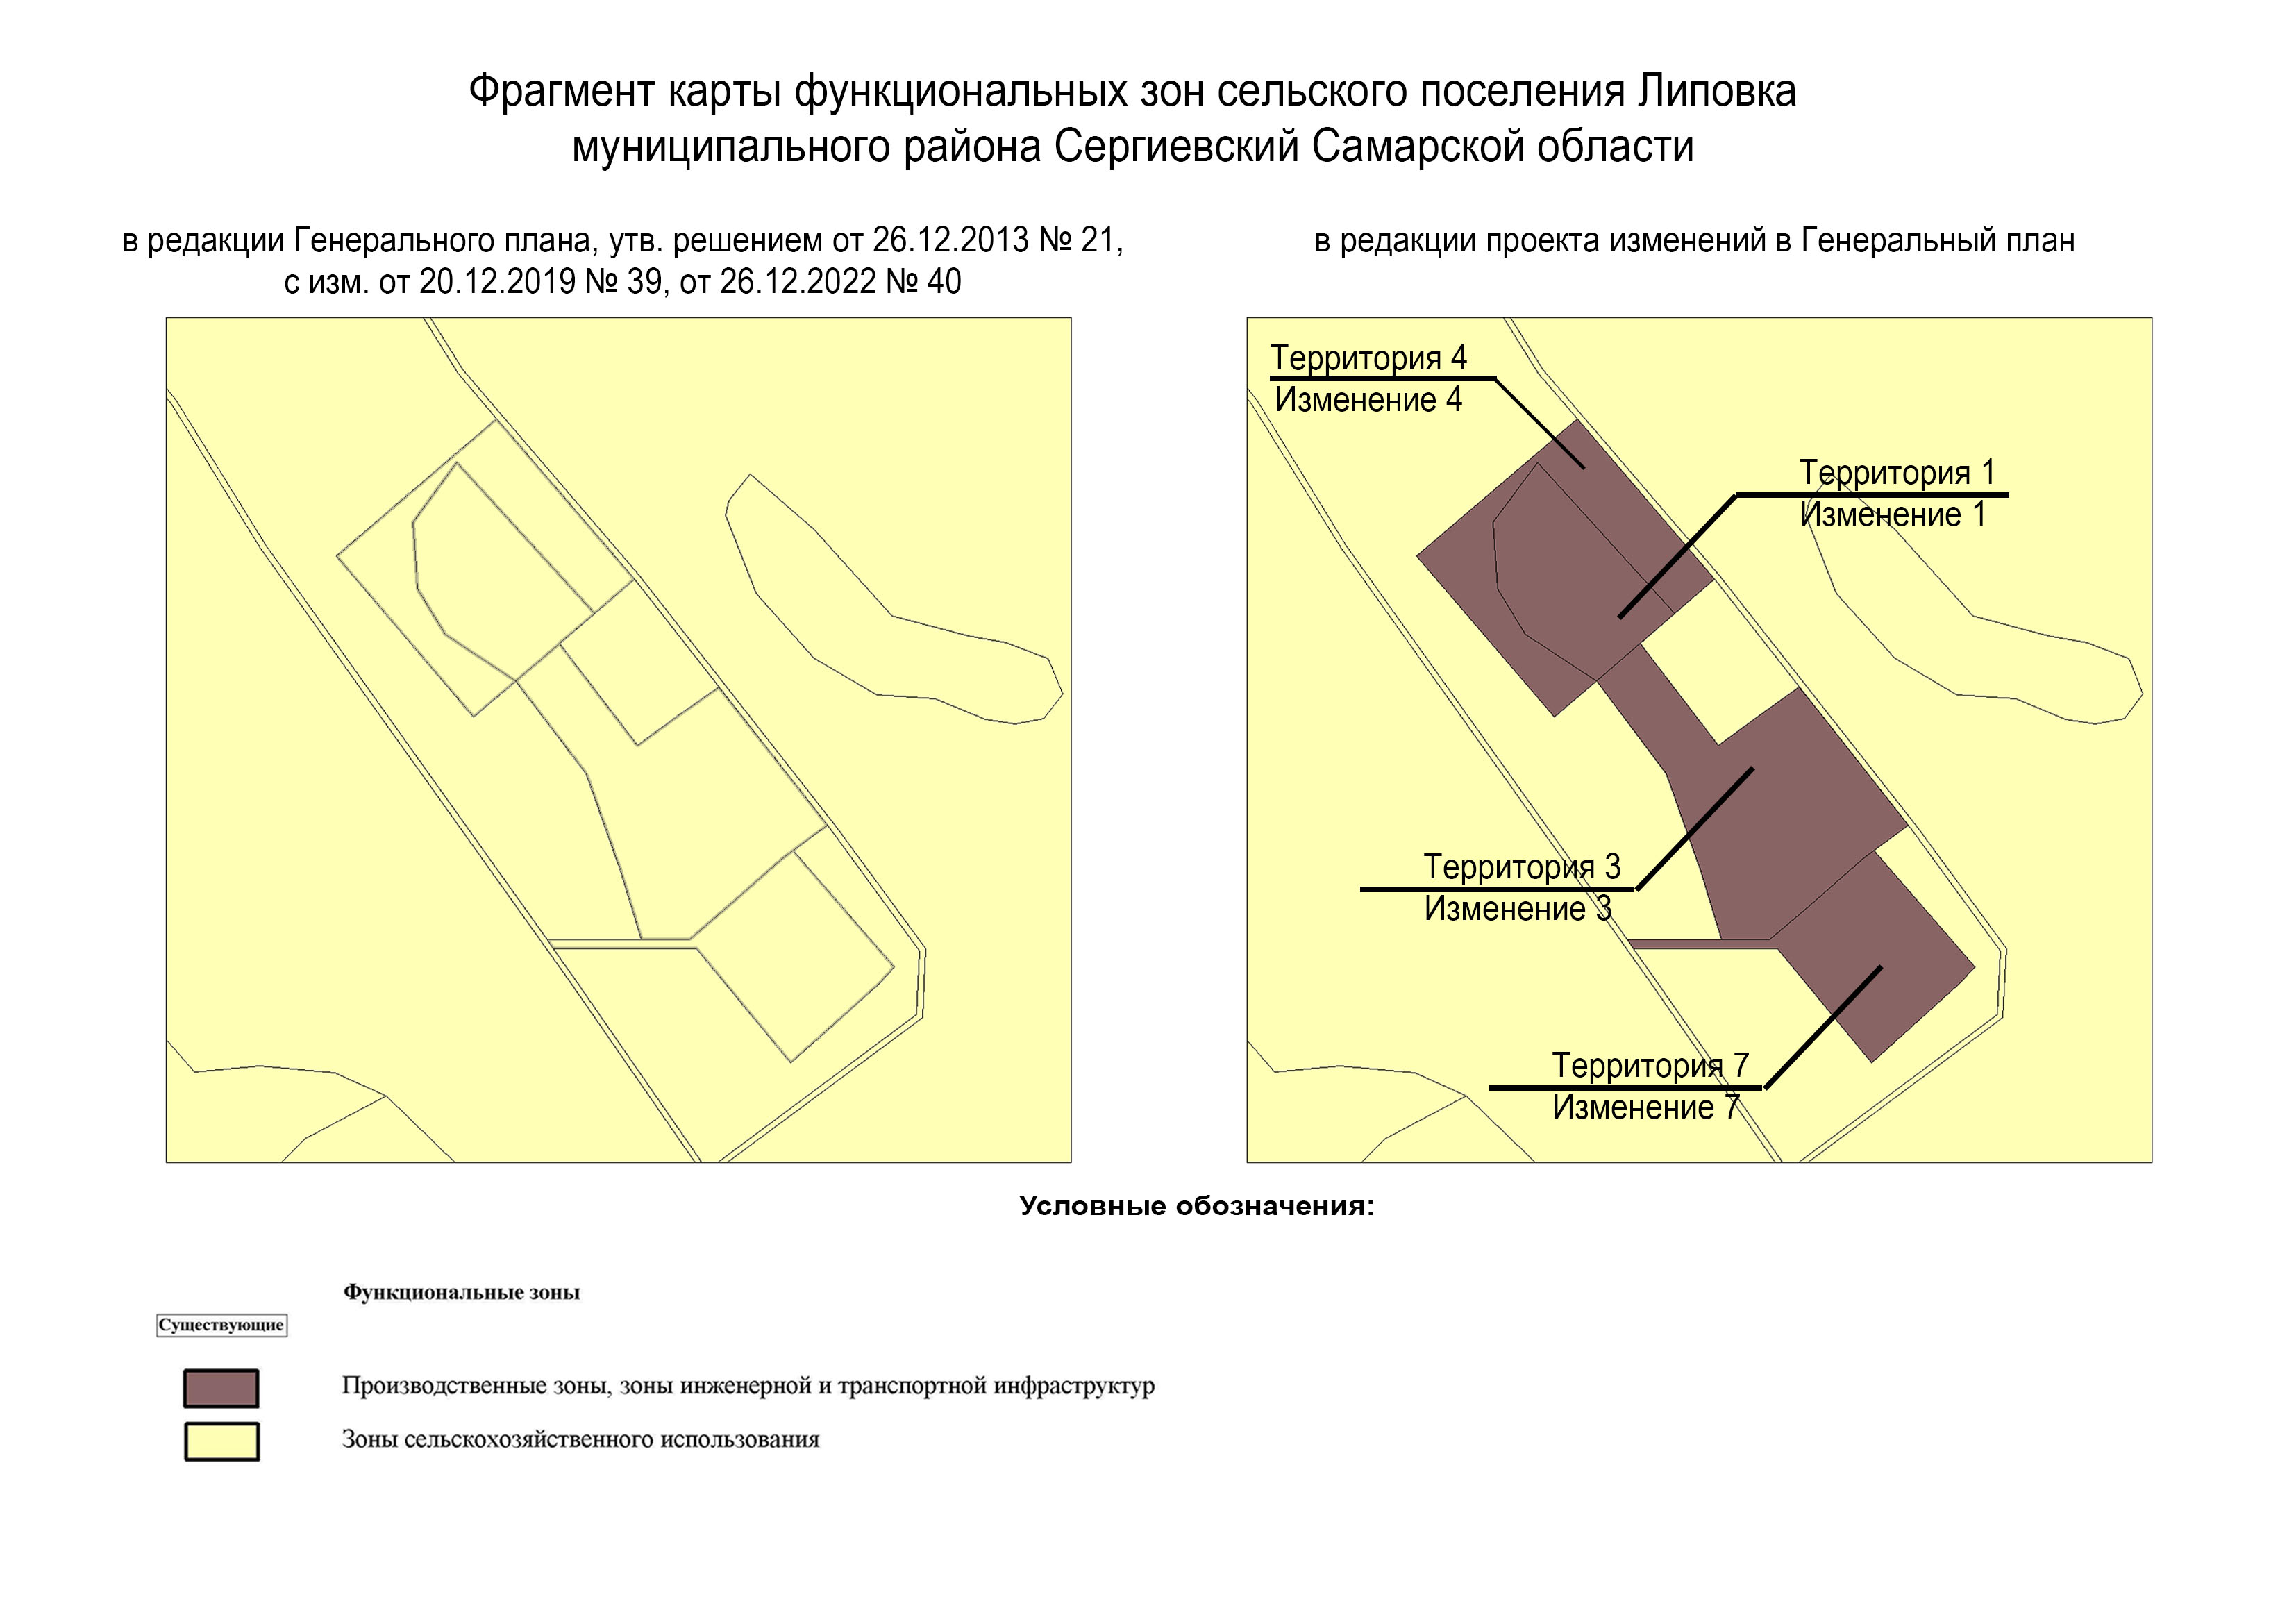 Фрагмент карты функциональных зон сельского поселения Липовка
муниципального района Сергиевский Самарской области
в редакции Генерального плана, утв. решением от 26.12.2013 № 21,
с изм. от 20.12.2019 № 39, от 26.12.2022 № 40
в редакции проекта изменений в Генеральный план
Территория 4
Изменение 4
Территория 1
Изменение 1
Территория 3
Изменение 3
Территория 7
Изменение 7
Условные обозначения:
Функциональные зоны
Существующие
Производственные зоны, зоны инженерной и транспортной инфраструктур
Зоны сельскохозяйственного использования